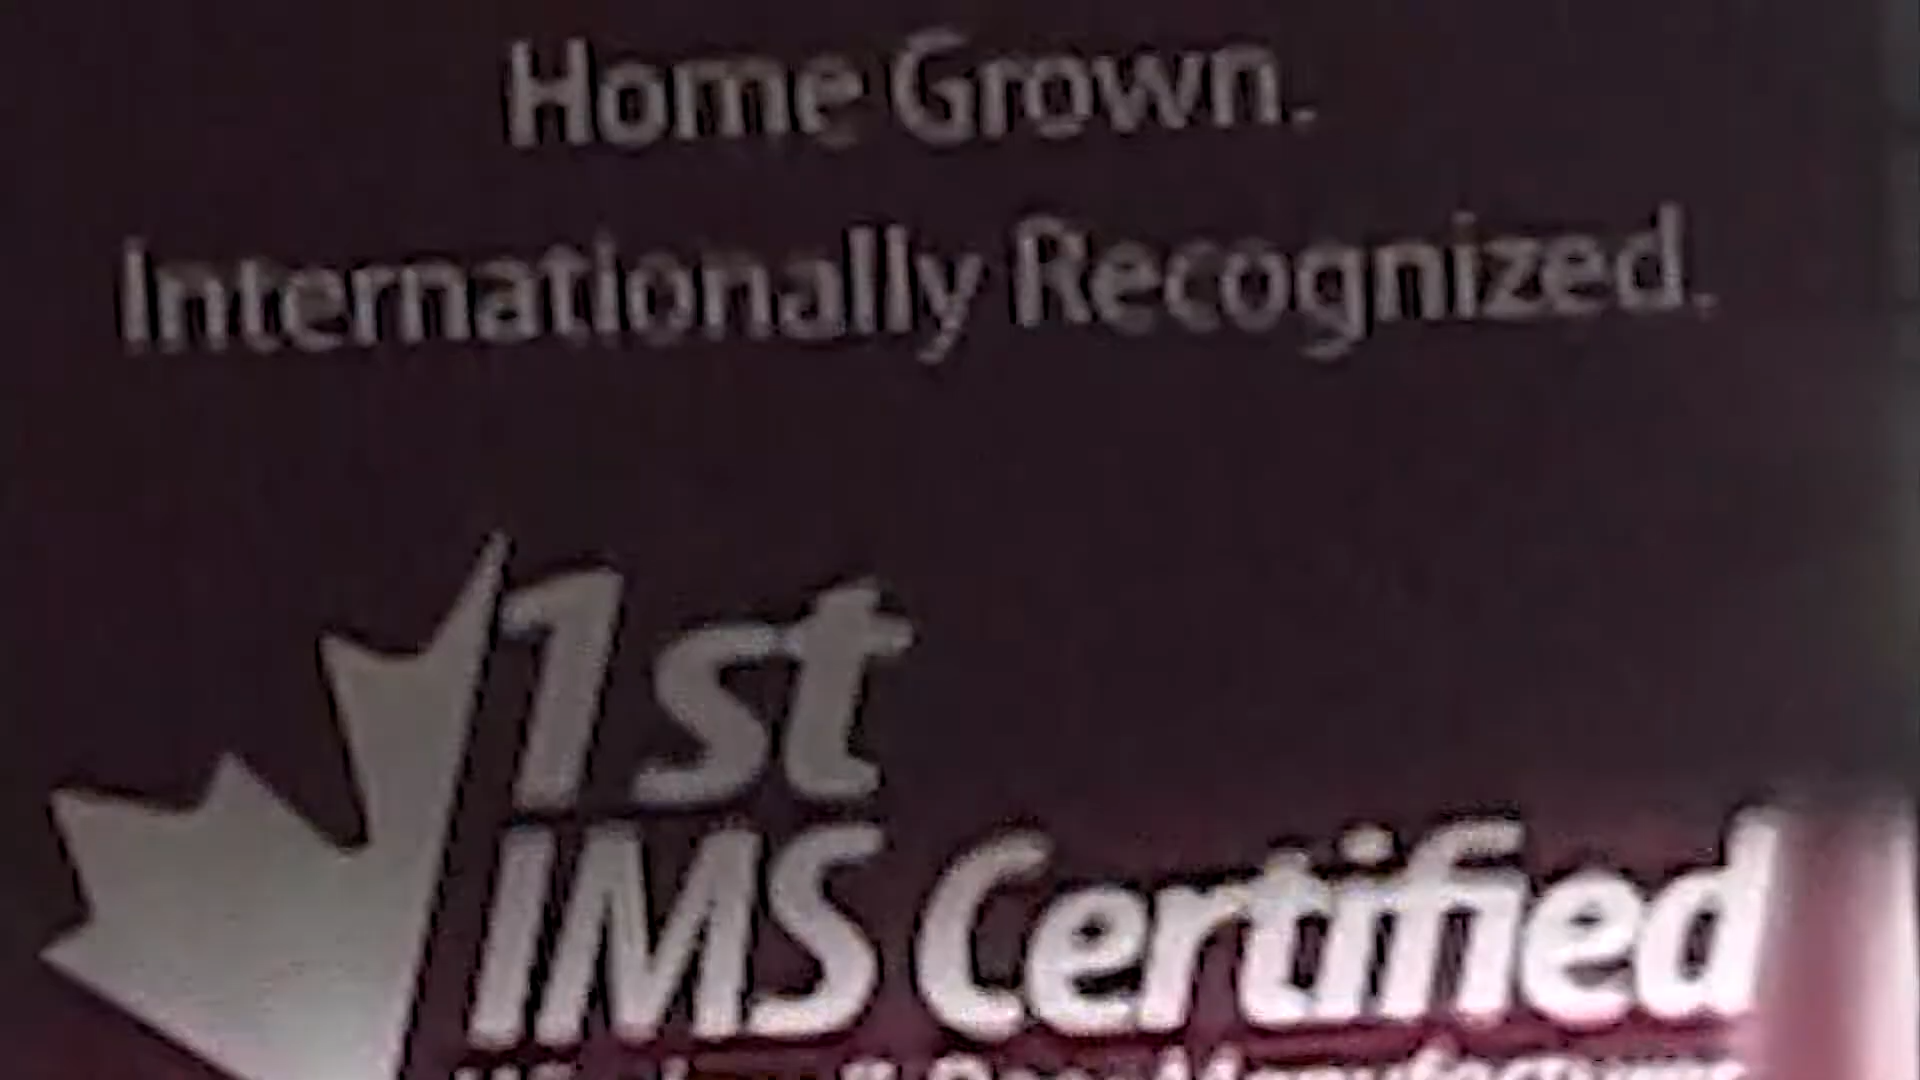 Home Grown.
Internationally Recognized.
1st
IMS Certified